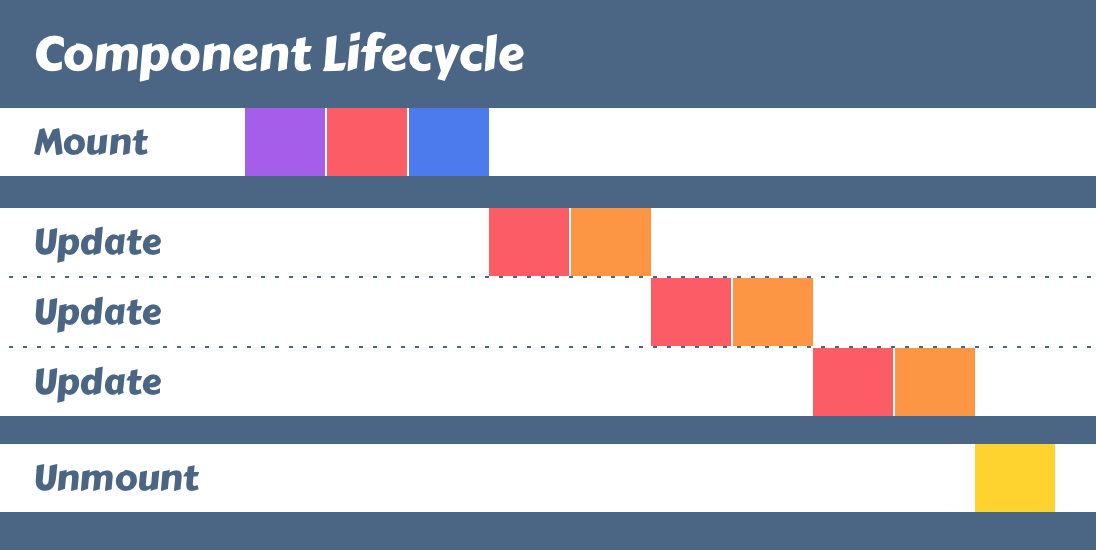 Component Lifecycle
Mount
Update
Update
Update
Unmount